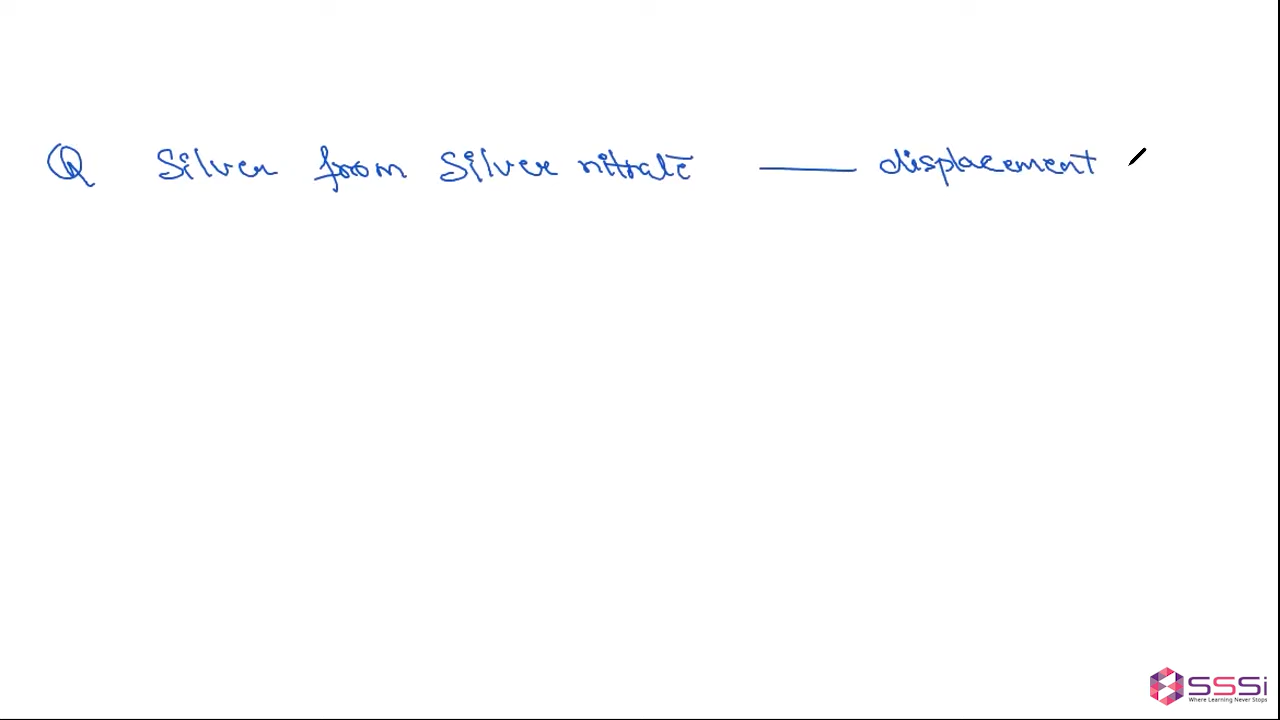 Q Silver from Silver nitrate —— displacement
SSSi
Where Learning Never Stops